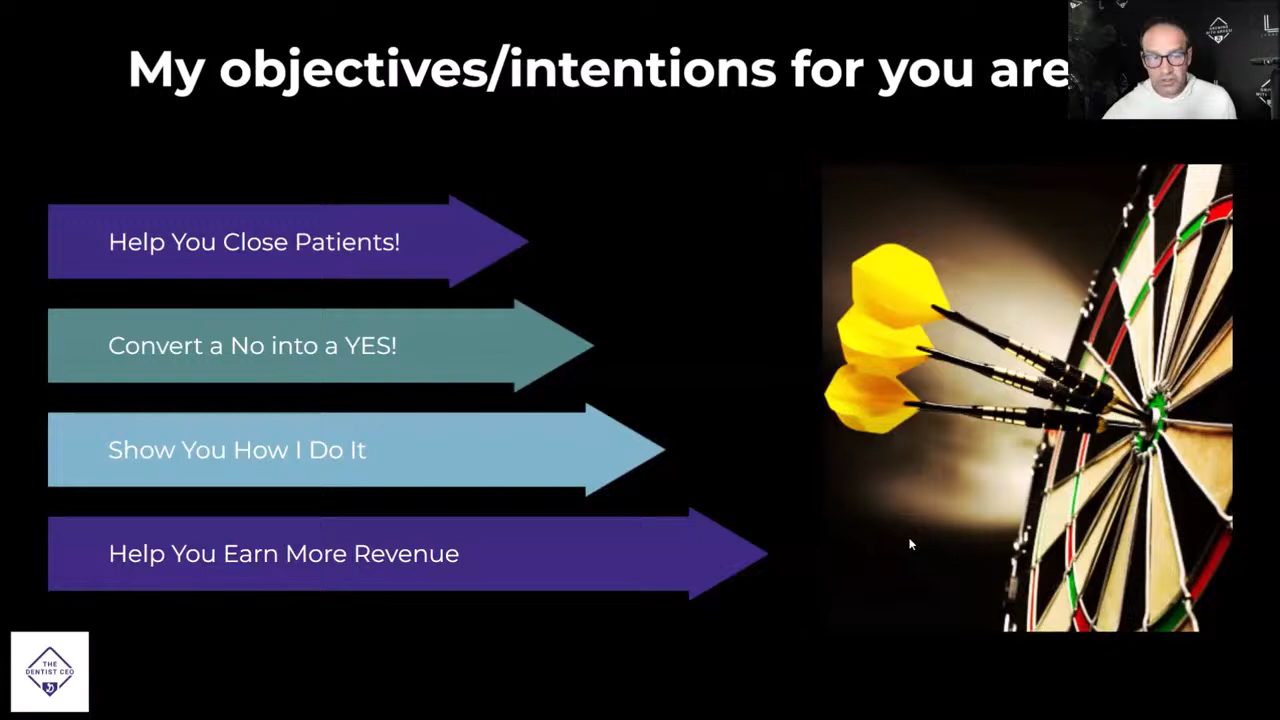 My objectives/intentions for you are
Help You Close Patients!
Convert a No into a YES!
Show You How I Do It
Help You Earn More Revenue
THE
DENTIST CEO